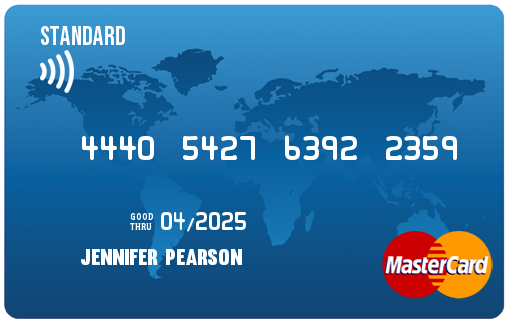 STANDARD
4440 5427 6392 2359
GOOD THRU 04/2025
JENNIFER PEARSON
MasterCard